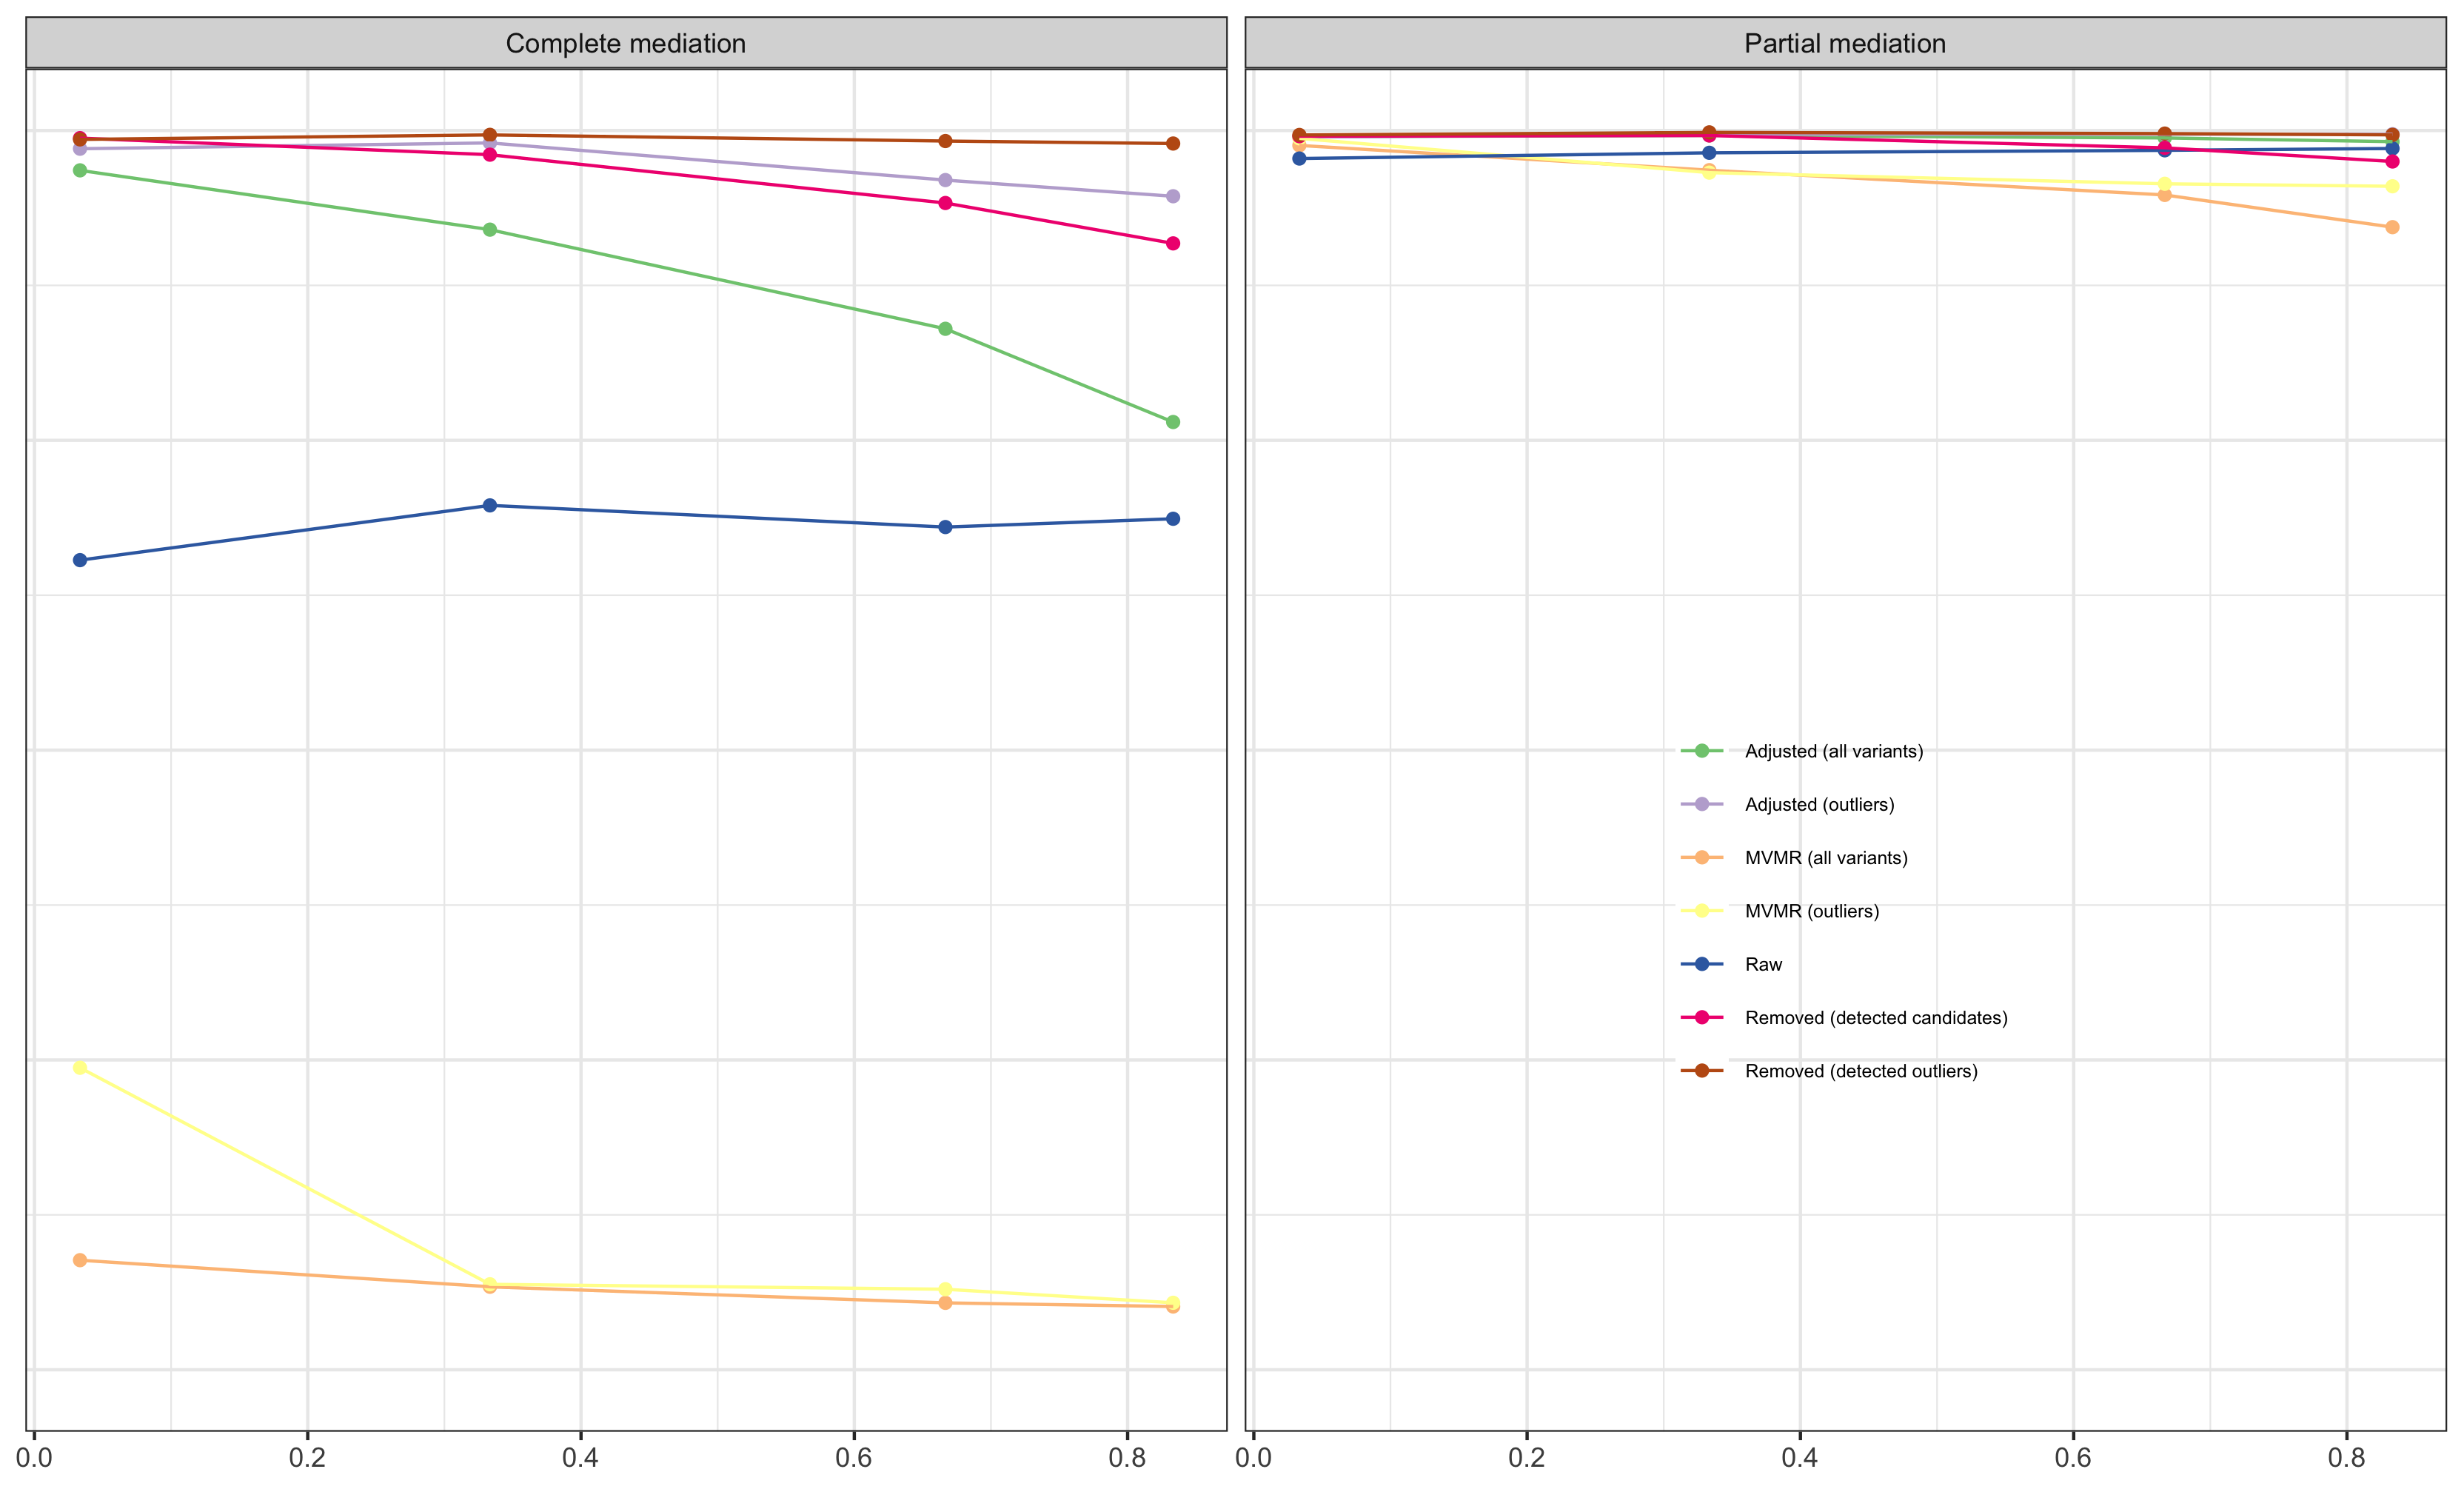 Complete mediation
Partial mediation
Adjusted (all variants)
Adjusted (outliers)
MVMR (all variants)
MVMR (outliers)
Raw
Removed (detected candidates)
Removed (detected outliers)
0.0 0.2 0.4 0.6 0.8
0.0 0.2 0.4 0.6 0.8